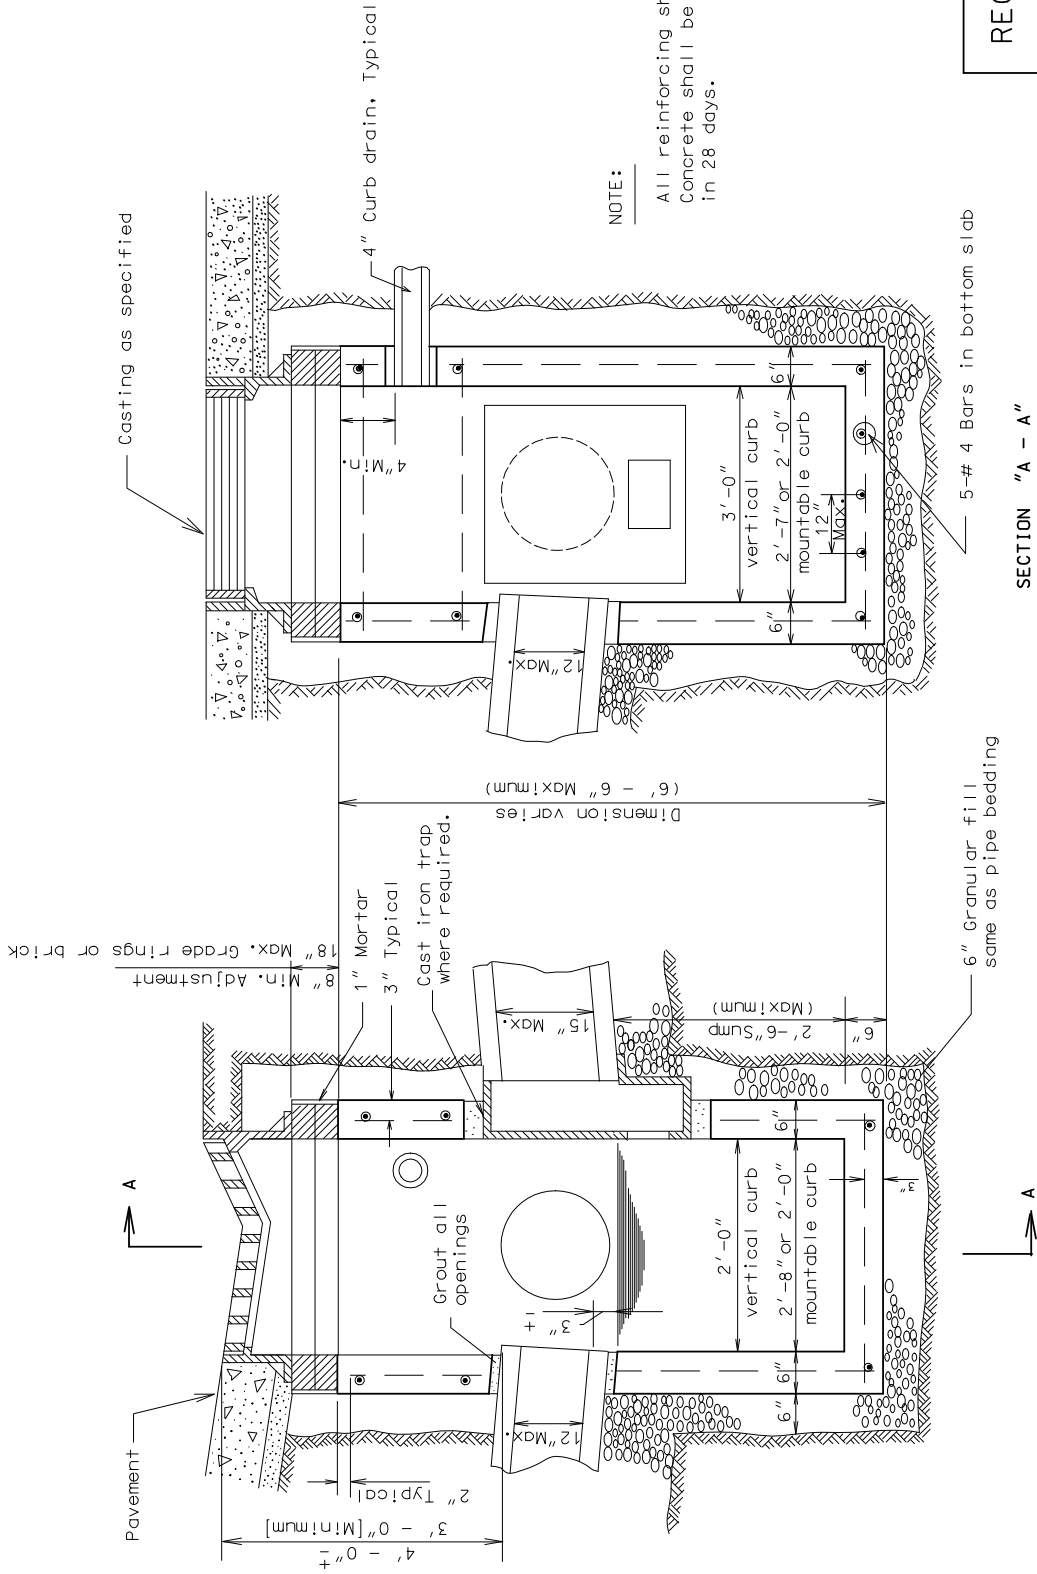 Casting as specified
4" Curb drain, Typical
NOTE:
All reinforcing sh
Concrete shall be
in 28 days.
REC
4"Min.
12"Max.
3'-0"
vertical curb
2'-7"or 2'-0"
mountable curb
6"
6"
12"
Max.
5-# 4 Bars in bottom slab
SECTION "A - A"
Dimension varies
(6' - 6" Maximum)
8" Min. Adjustment
18" Max. Grade rings or brick
1" Mortar
3" Typical
Cast iron trap
where required.
15" Max.
2'-6"Sump
(Maximum)
6"
6" Granular fill
same as pipe bedding
A
A
Pavement
Grout all
openings
3" ±
12"Max.
2" Typical
4' - 0"±
3' - 0"[Minimum]
2'-0"
vertical curb
2'-8"or 2'-0"
mountable curb
6"
6"
6"
3"